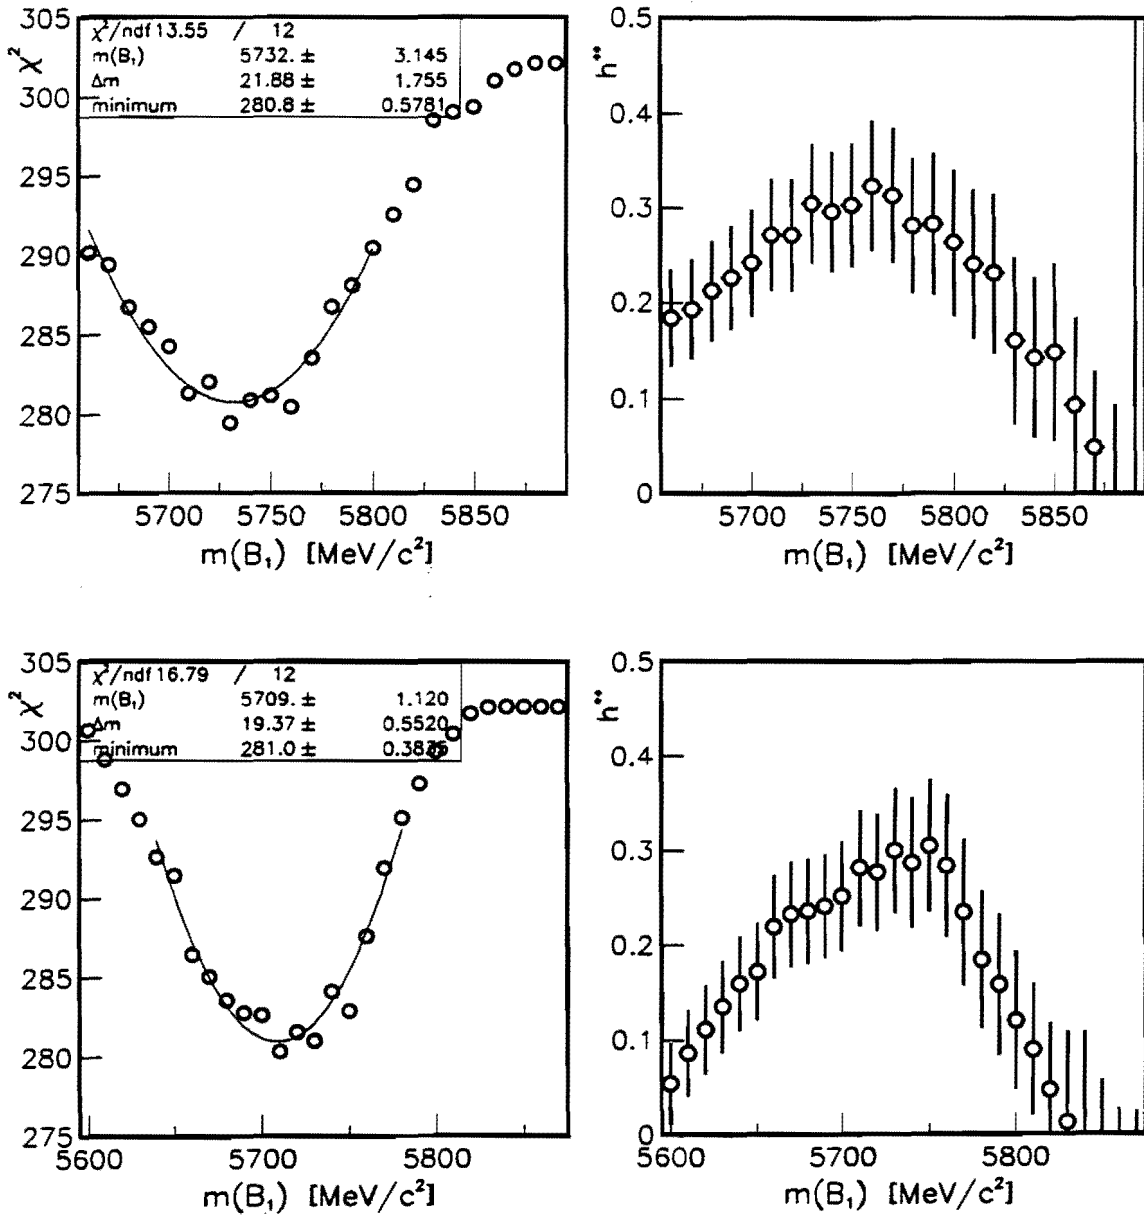 305
300
295
290
285
280
275
χ²
χ²/ndf 13.55 / 12
m(B₁) 5732. ± 3.145
Δm 21.88 ± 1.755
minimum 280.8 ± 0.5781
5700 5750 5800 5850
m(B₁) [MeV/c²]
0.5
0.4
0.3
0.2
0.1
0
h**
5700 5750 5800 5850
m(B₁) [MeV/c²]
305
300
295
290
285
280
275
χ²
χ²/ndf 16.79 / 12
m(B₁) 5709. ± 1.120
Δm 19.37 ± 0.5520
minimum 281.0 ±
5600 5700 5800
m(B₁) [MeV/c²]
0.5
0.4
0.3
0.2
0.1
0
h**
5600 5700 5800
m(B₁) [MeV/c²]